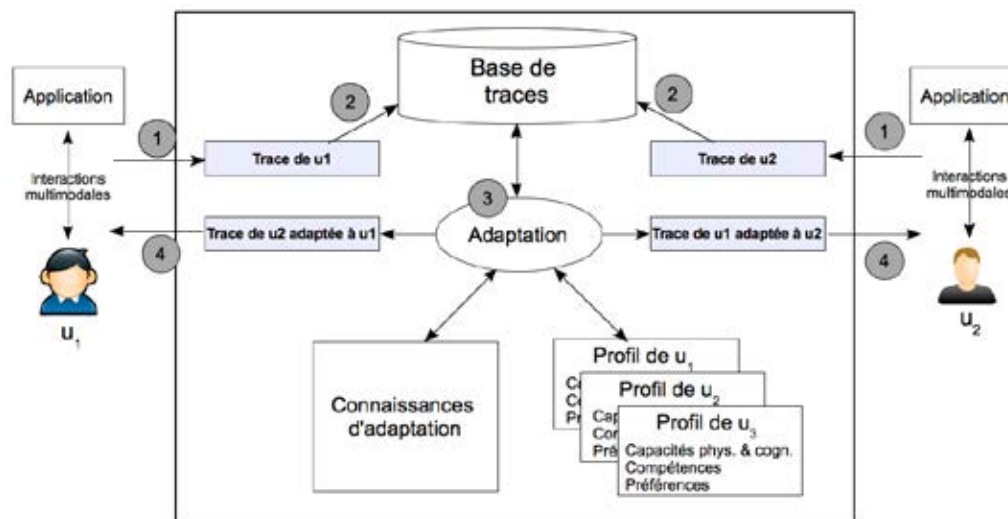 Base de
traces
Application
Application
2
2
1
1
Trace de u1
Trace de u2
Interactions
multimodales
Interactions
multimodales
3
Trace de u2 adaptée à u1
Adaptation
Trace de u1 adaptée à u2
4
4
u1
u2
Connaissances
d'adaptation
Profil de u1
Profil de u2
Profil de u3
Capacités phys. & cogn.
Compétences
Préférences